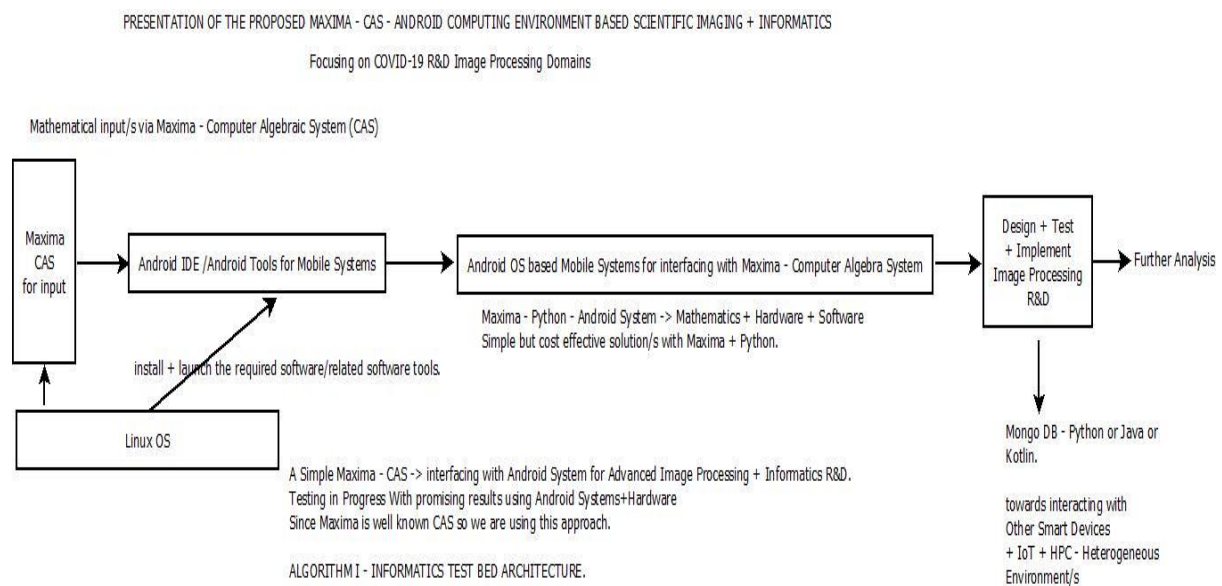 PRESENTATION OF THE PROPOSED MAXIMA - CAS - ANDROID COMPUTING ENVIRONMENT BASED SCIENTIFIC IMAGING + INFORMATICS
Focusing on COVID-19 R&D Image Processing Domains
Mathematical input/s via Maxima - Computer Algebraic System (CAS)
Maxima
CAS
for input
Android IDE /Android Tools for Mobile Systems
Android OS based Mobile Systems for interfacing with Maxima - Computer Algebra System
Design + Test
+ Implement
Image Processing
R&D
Further Analysis
Maxima - Python - Android System -> Mathematics + Hardware + Software
Simple but cost effective solution/s with Maxima + Python.
install + launch the required software/related software tools.
Linux OS
A Simple Maxima - CAS -> interfacing with Android System for Advanced Image Processing + Informatics R&D.
Testing in Progress With promising results using Android Systems+Hardware
Since Maxima is well known CAS so we are using this approach.
ALGORITHM I - INFORMATICS TEST BED ARCHITECTURE.
Mongo DB - Python or Java or
Kotlin.
towards interacting with
Other Smart Devices
+ IoT + HPC - Heterogeneous
Environment/s